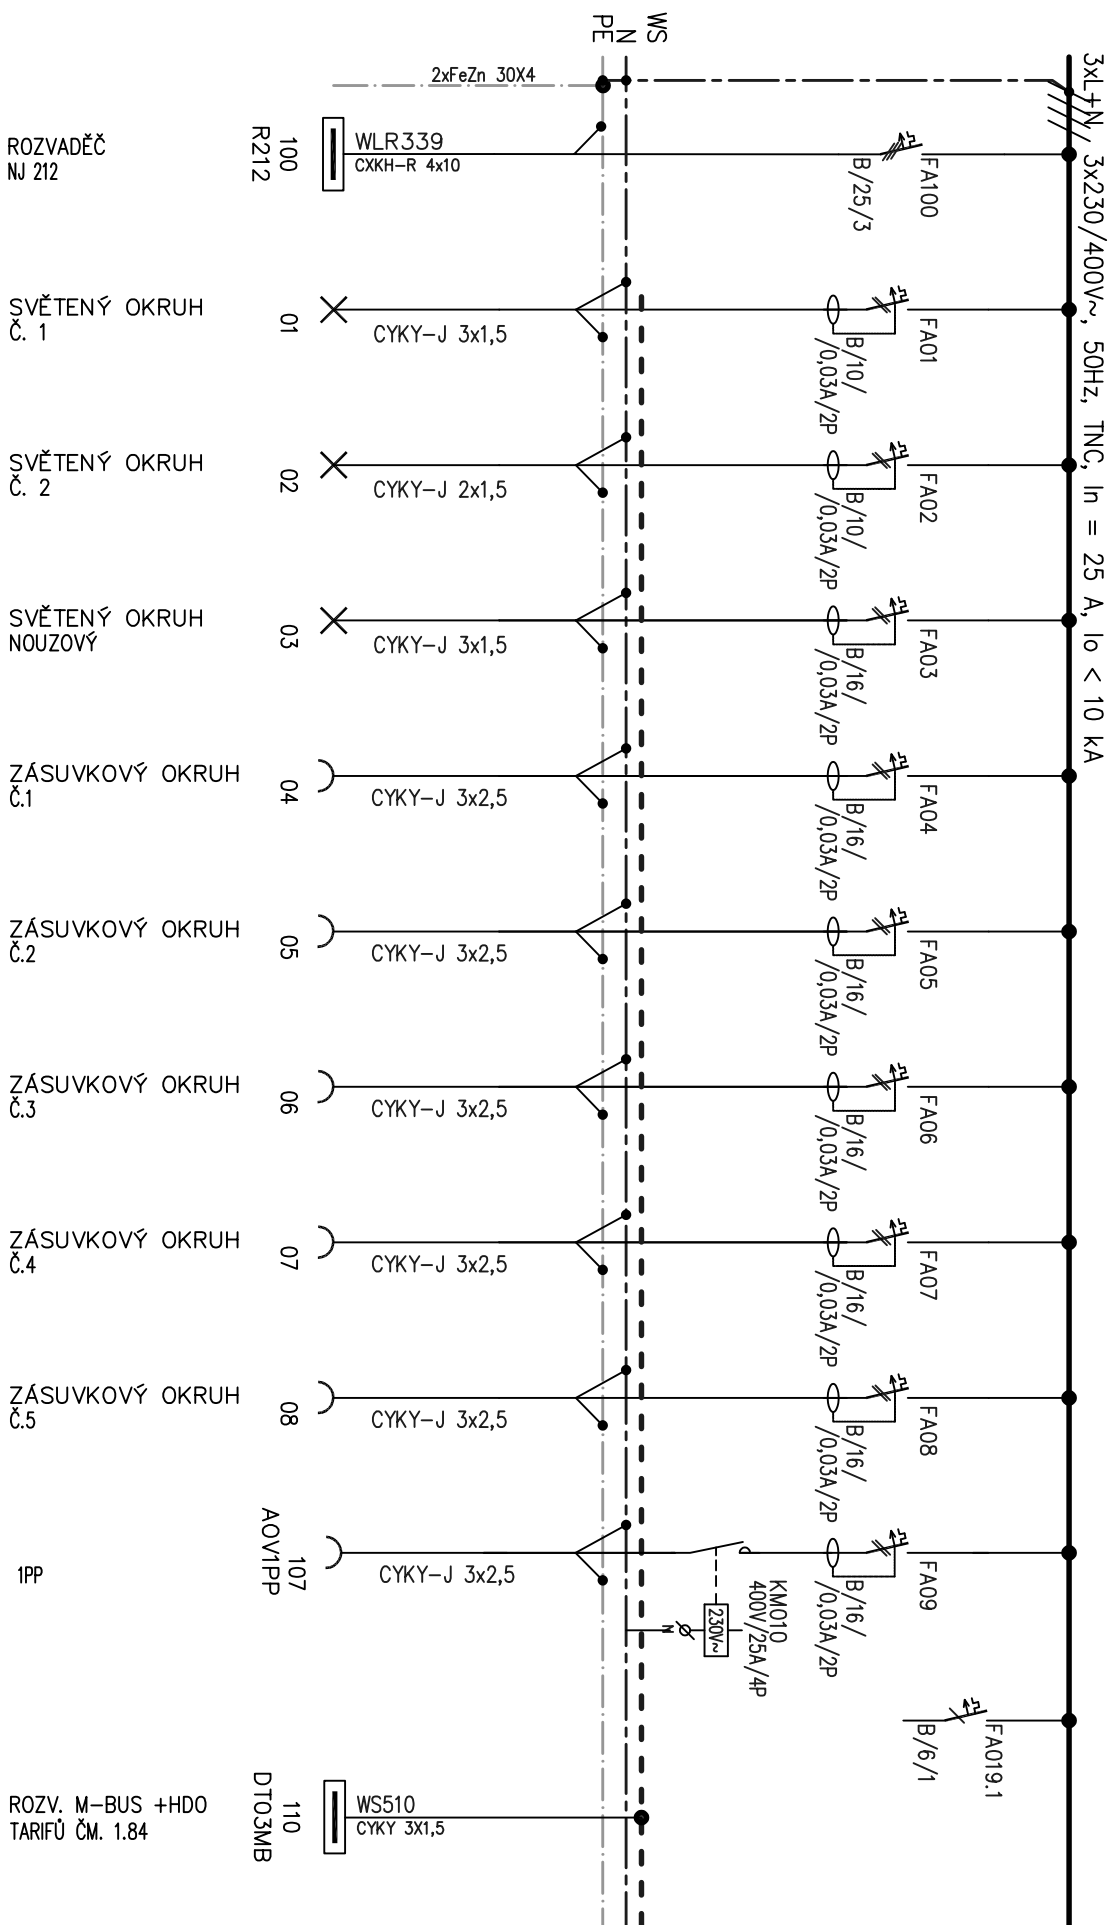 WS
N
PE
3xL+N, 3x230/400V~, 50Hz, TNC, In = 25 A, Io < 10 kA
2xFeZn 30X4
ROZVADĚČ
NJ 212
100
R212
WLR339
CXKH-R 4x10
FA100
B/25/3
SVĚTENÝ OKRUH
Č. 1
01
CYKY-J 3x1,5
FA01
B/10/
/0,03A/2P
SVĚTENÝ OKRUH
Č. 2
02
CYKY-J 2x1,5
FA02
B/10/
/0,03A/2P
SVĚTENÝ OKRUH
NOUZOVÝ
03
CYKY-J 3x1,5
FA03
B/16/
/0,03A/2P
ZÁSUVKOVÝ OKRUH
Č.1
04
CYKY-J 3x2,5
FA04
B/16/
/0,03A/2P
ZÁSUVKOVÝ OKRUH
Č.2
05
CYKY-J 3x2,5
FA05
B/16/
/0,03A/2P
ZÁSUVKOVÝ OKRUH
Č.3
06
CYKY-J 3x2,5
FA06
B/16/
/0,03A/2P
ZÁSUVKOVÝ OKRUH
Č.4
07
CYKY-J 3x2,5
FA07
B/16/
/0,03A/2P
ZÁSUVKOVÝ OKRUH
Č.5
08
CYKY-J 3x2,5
FA08
B/16/
/0,03A/2P
1PP
107
AOV1PP
CYKY-J 3x2,5
FA09
B/16/
/0,03A/2P
KM010
400V/25A/4P
230V~
N
FA019.1
B/6/1
ROZV. M-BUS +HDO
TARIFŮ ČM. 1.84
110
DT03MB
WS510
CYKY 3X1,5